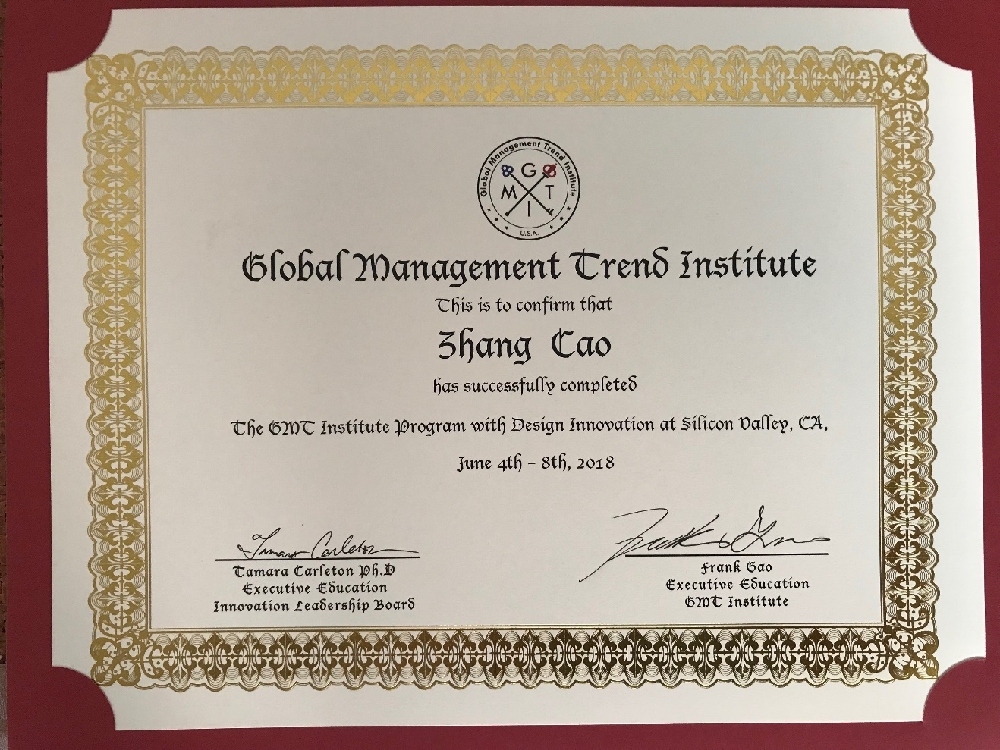 Global Management Trend Institute
G
M T
I
U.S.A.
Global Management Trend Institute
This is to confirm that
Zhang Cao
has successfully completed
The GMT Institute Program with Design Innovation at Silicon Valley, CA,
June 4th - 8th, 2018
Tamara Carleton
Tamara Carleton Ph.D
Executive Education
Innovation Leadership Board
Frank Gao
Frank Gao
Executive Education
GMT Institute